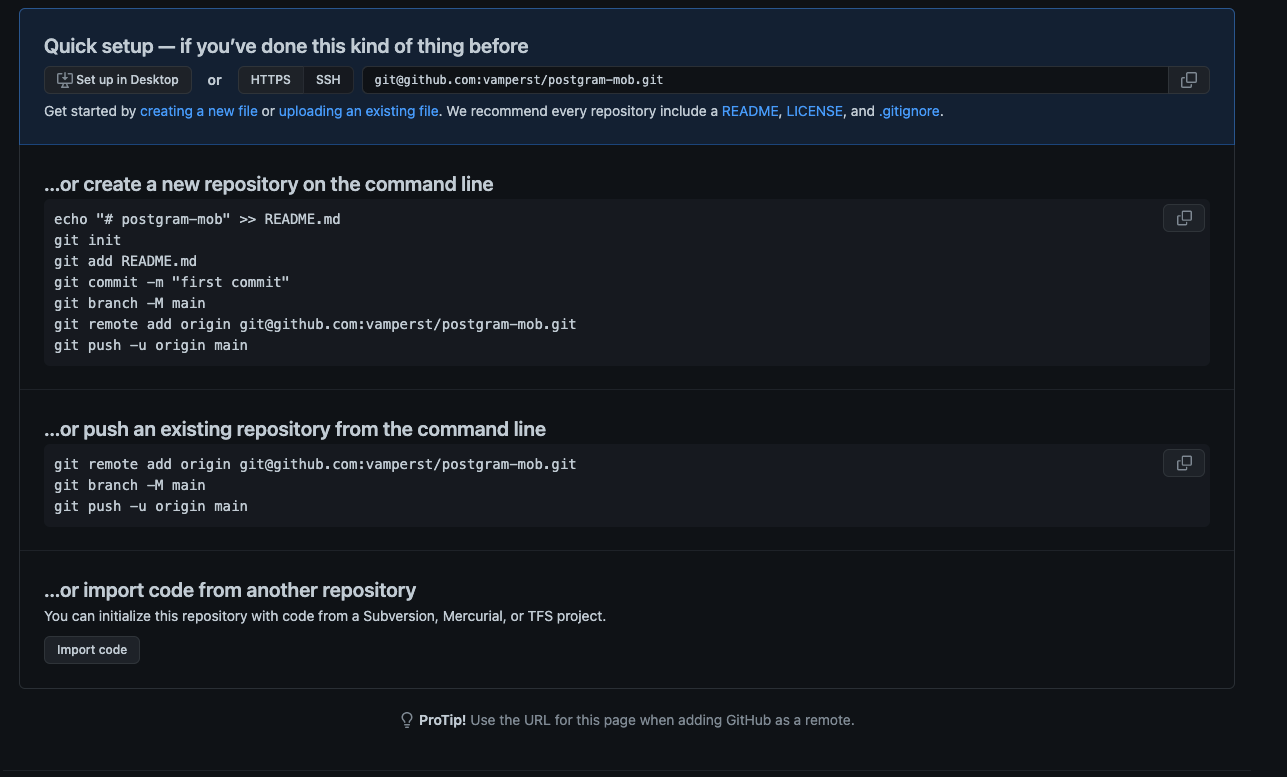 Quick setup — if you’ve done this kind of thing before
Set up in Desktop or HTTPS SSH git@github.com:vamperst/postgram-mob.git
Get started by creating a new file or uploading an existing file. We recommend every repository include a README, LICENSE, and .gitignore.
...or create a new repository on the command line
echo "# postgram-mob" >> README.md
git init
git add README.md
git commit -m "first commit"
git branch -M main
git remote add origin git@github.com:vamperst/postgram-mob.git
git push -u origin main
...or push an existing repository from the command line
git remote add origin git@github.com:vamperst/postgram-mob.git
git branch -M main
git push -u origin main
...or import code from another repository
You can initialize this repository with code from a Subversion, Mercurial, or TFS project.
Import code
ProTip! Use the URL for this page when adding GitHub as a remote.